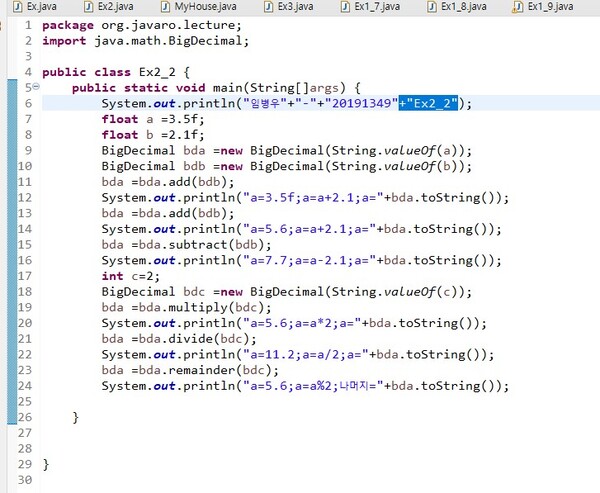 Ex.java Ex2.java MyHouse.java Ex3.java Ex1_7.java Ex1_8.java Ex1_9.java
1 package org.javaro.lecture;
2 import java.math.BigDecimal;
3
4 public class Ex2_2 {
5 public static void main(String[]args) {
6 System.out.println("임병우"+"-"+"20191349"+"Ex2_2");
7 float a =3.5f;
8 float b =2.1f;
9 BigDecimal bda =new BigDecimal(String.valueOf(a));
10 BigDecimal bdb =new BigDecimal(String.valueOf(b));
11 bda =bda.add(bdb);
12 System.out.println("a=3.5f;a=a+2.1;a="+bda.toString());
13 bda =bda.add(bdb);
14 System.out.println("a=5.6;a=a+2.1;a="+bda.toString());
15 bda =bda.subtract(bdb);
16 System.out.println("a=7.7;a=a-2.1;a="+bda.toString());
17 int c=2;
18 BigDecimal bdc =new BigDecimal(String.valueOf(c));
19 bda =bda.multiply(bdc);
20 System.out.println("a=5.6;a=a*2;a="+bda.toString());
21 bda =bda.divide(bdc);
22 System.out.println("a=11.2;a=a/2;a="+bda.toString());
23 bda =bda.remainder(bdc);
24 System.out.println("a=5.6;a=a%2;나머지="+bda.toString());
25
26 }
27
28
29 }
30